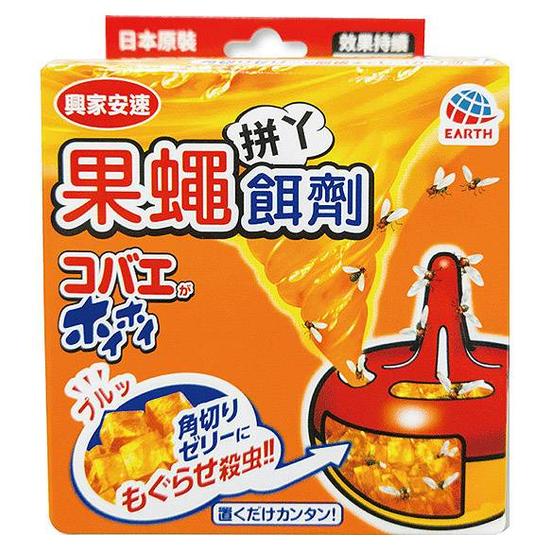 日本原裝
效果持續
興家安速
EARTH
拼ㄚ
果蠅餌劑
コバエが
ホイホイ
プルッ
角切り
ゼリーに
もぐらせ殺虫!!
置くだけカンタン!